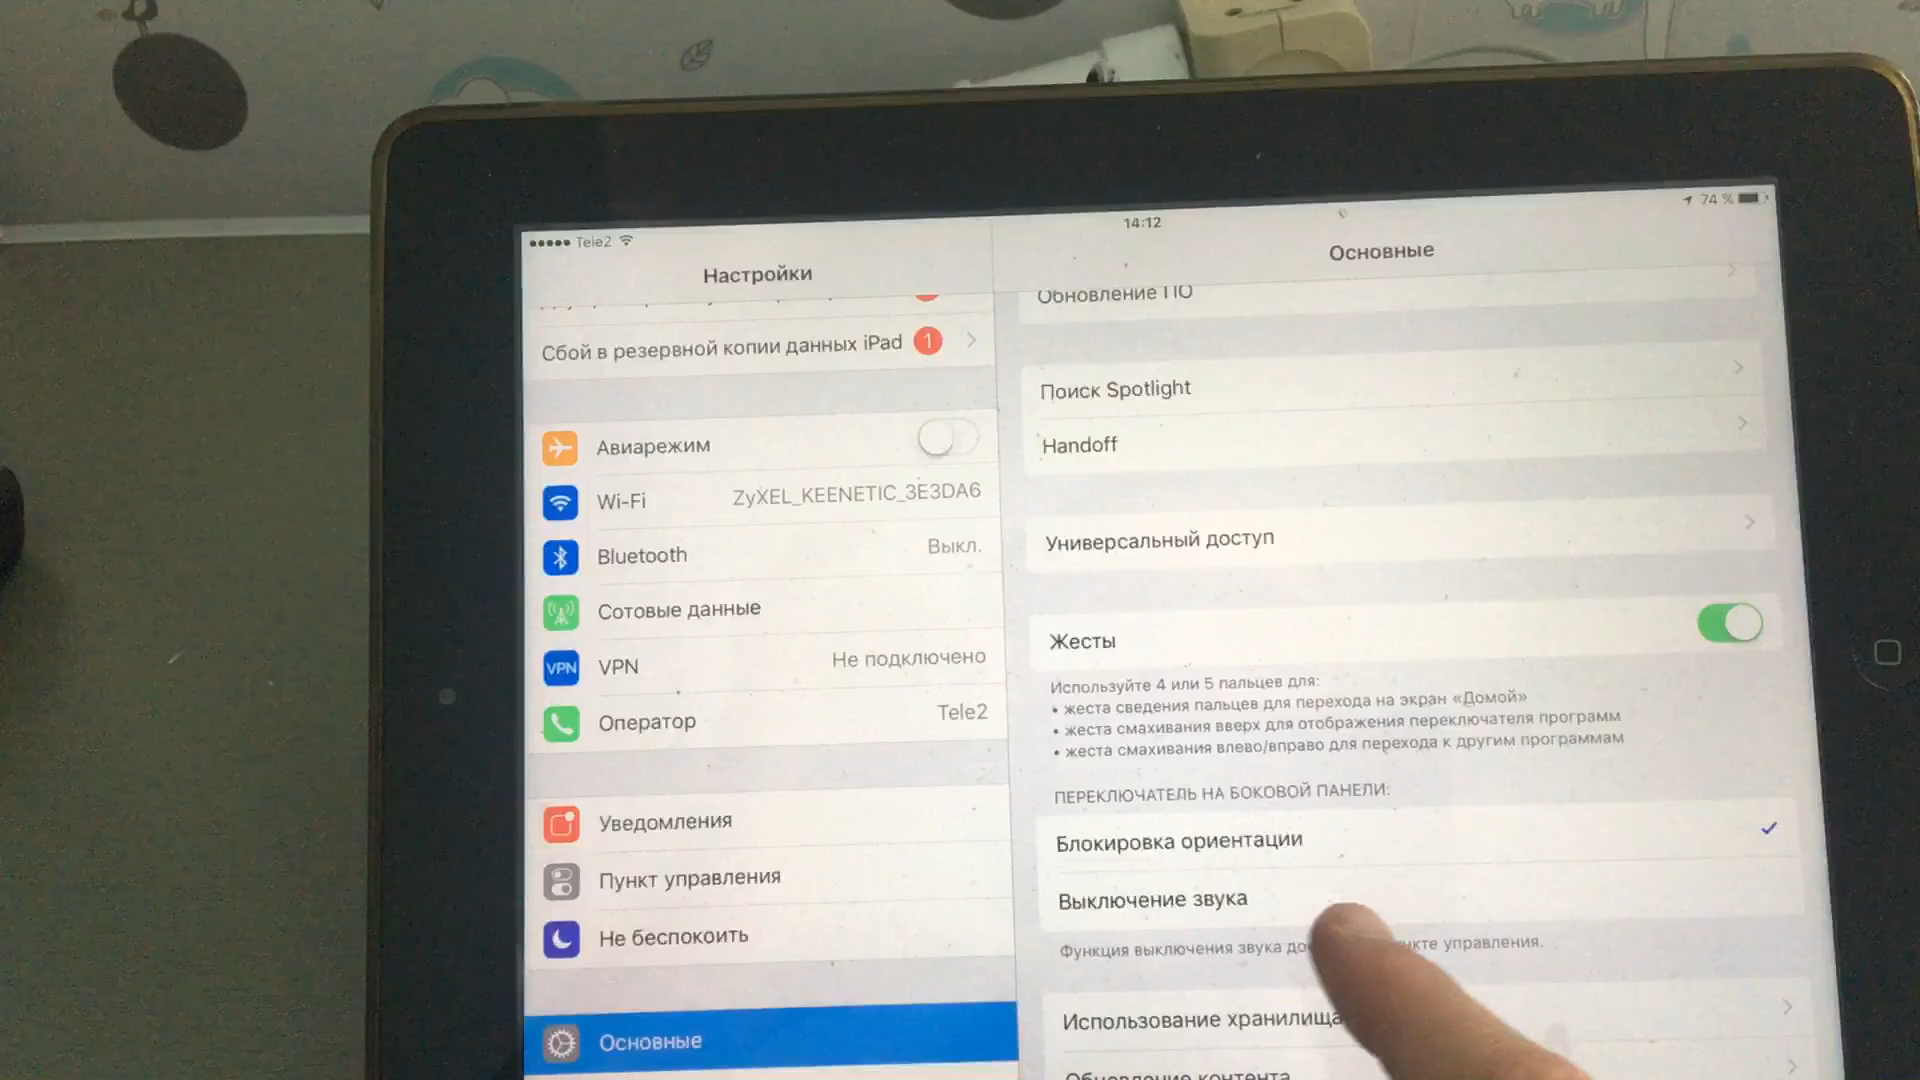 Tele2
14:12
74 %
Настройки
Основные
Сбой в резервной копии данных iPad 1
Авиарежим
Wi-Fi ZyXEL_KEENETIC_3E3DA6
Bluetooth Выкл.
Сотовые данные
VPN VPN Не подключено
Оператор Tele2
Уведомления
Пункт управления
Не беспокоить
Основные
Обновление ПО
Поиск Spotlight
Handoff
Универсальный доступ
Жесты
Используйте 4 или 5 пальцев для:
• жеста сведения пальцев для перехода на экран «Домой»
• жеста смахивания вверх для отображения переключателя программ
• жеста смахивания влево/вправо для перехода к другим программам
ПЕРЕКЛЮЧАТЕЛЬ НА БОКОВОЙ ПАНЕЛИ:
Блокировка ориентации
Выключение звука
Функция выключения звука управления.
Использование хранилища
Обновление контента